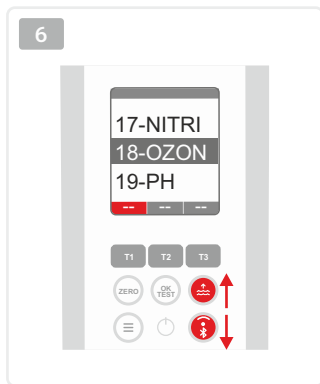 6
17-NITRI
18-OZON
19-PH
-- -- --
T1 T2 T3
ZERO OK TEST